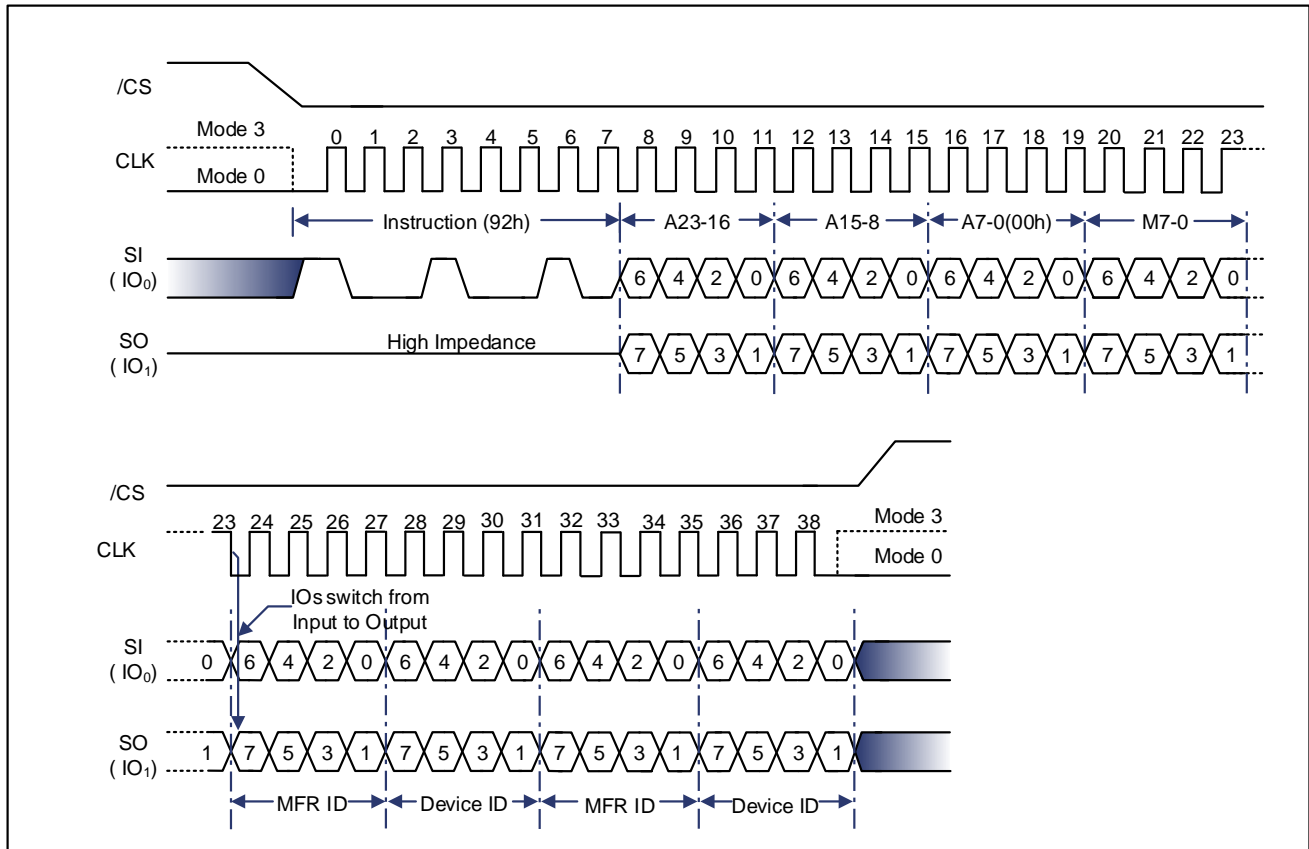 /CS
Mode 3
0 1 2 3 4 5 6 7 8 9 10 11 12 13 14 15 16 17 18 19 20 21 22 23
CLK
Mode 0
Instruction (92h) A23-16 A15-8 A7-0(00h) M7-0
SI
( IO₀)
6 4 2 0 6 4 2 0 6 4 2 0 6 4 2 0
SO
( IO₁)
High Impedance
7 5 3 1 7 5 3 1 7 5 3 1 7 5 3 1
/CS
23 24 25 26 27 28 29 30 31 32 33 34 35 36 37 38
Mode 3
CLK
Mode 0
IOs switch from
Input to Output
SI
( IO₀)
0 6 4 2 0 6 4 2 0 6 4 2 0 6 4 2 0
SO
( IO₁)
1 7 5 3 1 7 5 3 1 7 5 3 1 7 5 3 1
MFR ID Device ID MFR ID Device ID